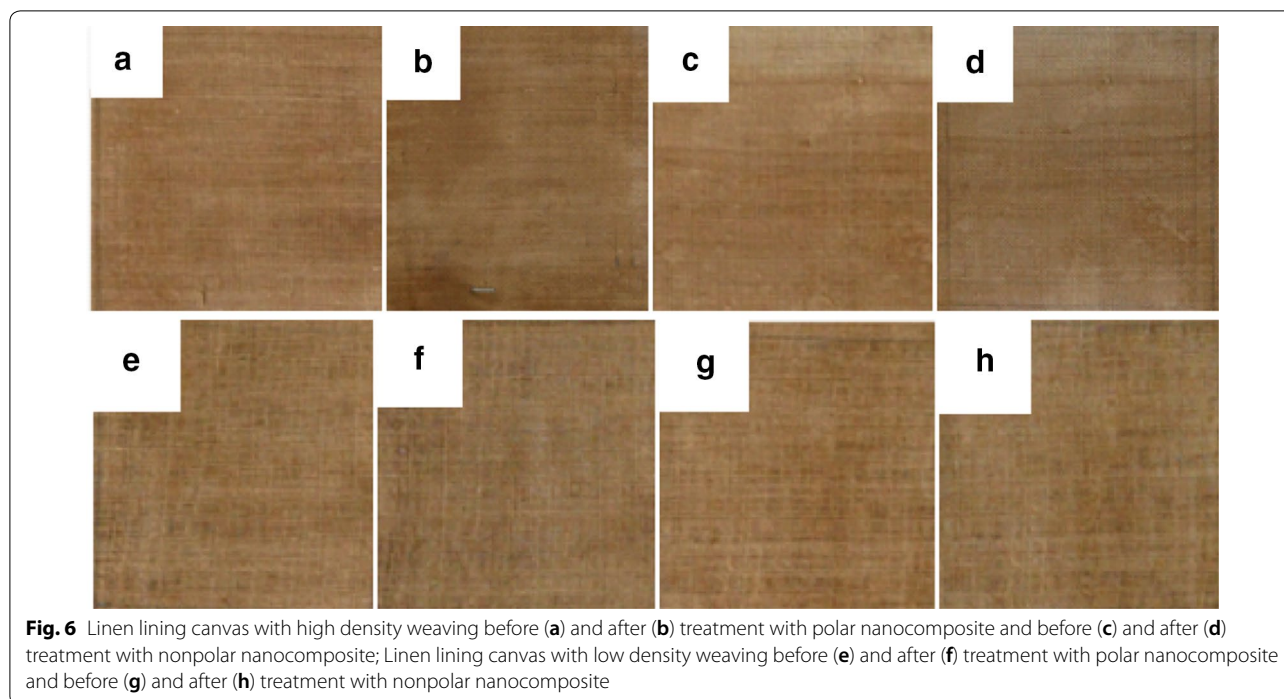 a b c d
e f g h
Fig. 6 Linen lining canvas with high density weaving before (a) and after (b) treatment with polar nanocomposite and before (c) and after (d)
treatment with nonpolar nanocomposite; Linen lining canvas with low density weaving before (e) and after (f) treatment with polar nanocomposite
and before (g) and after (h) treatment with nonpolar nanocomposite